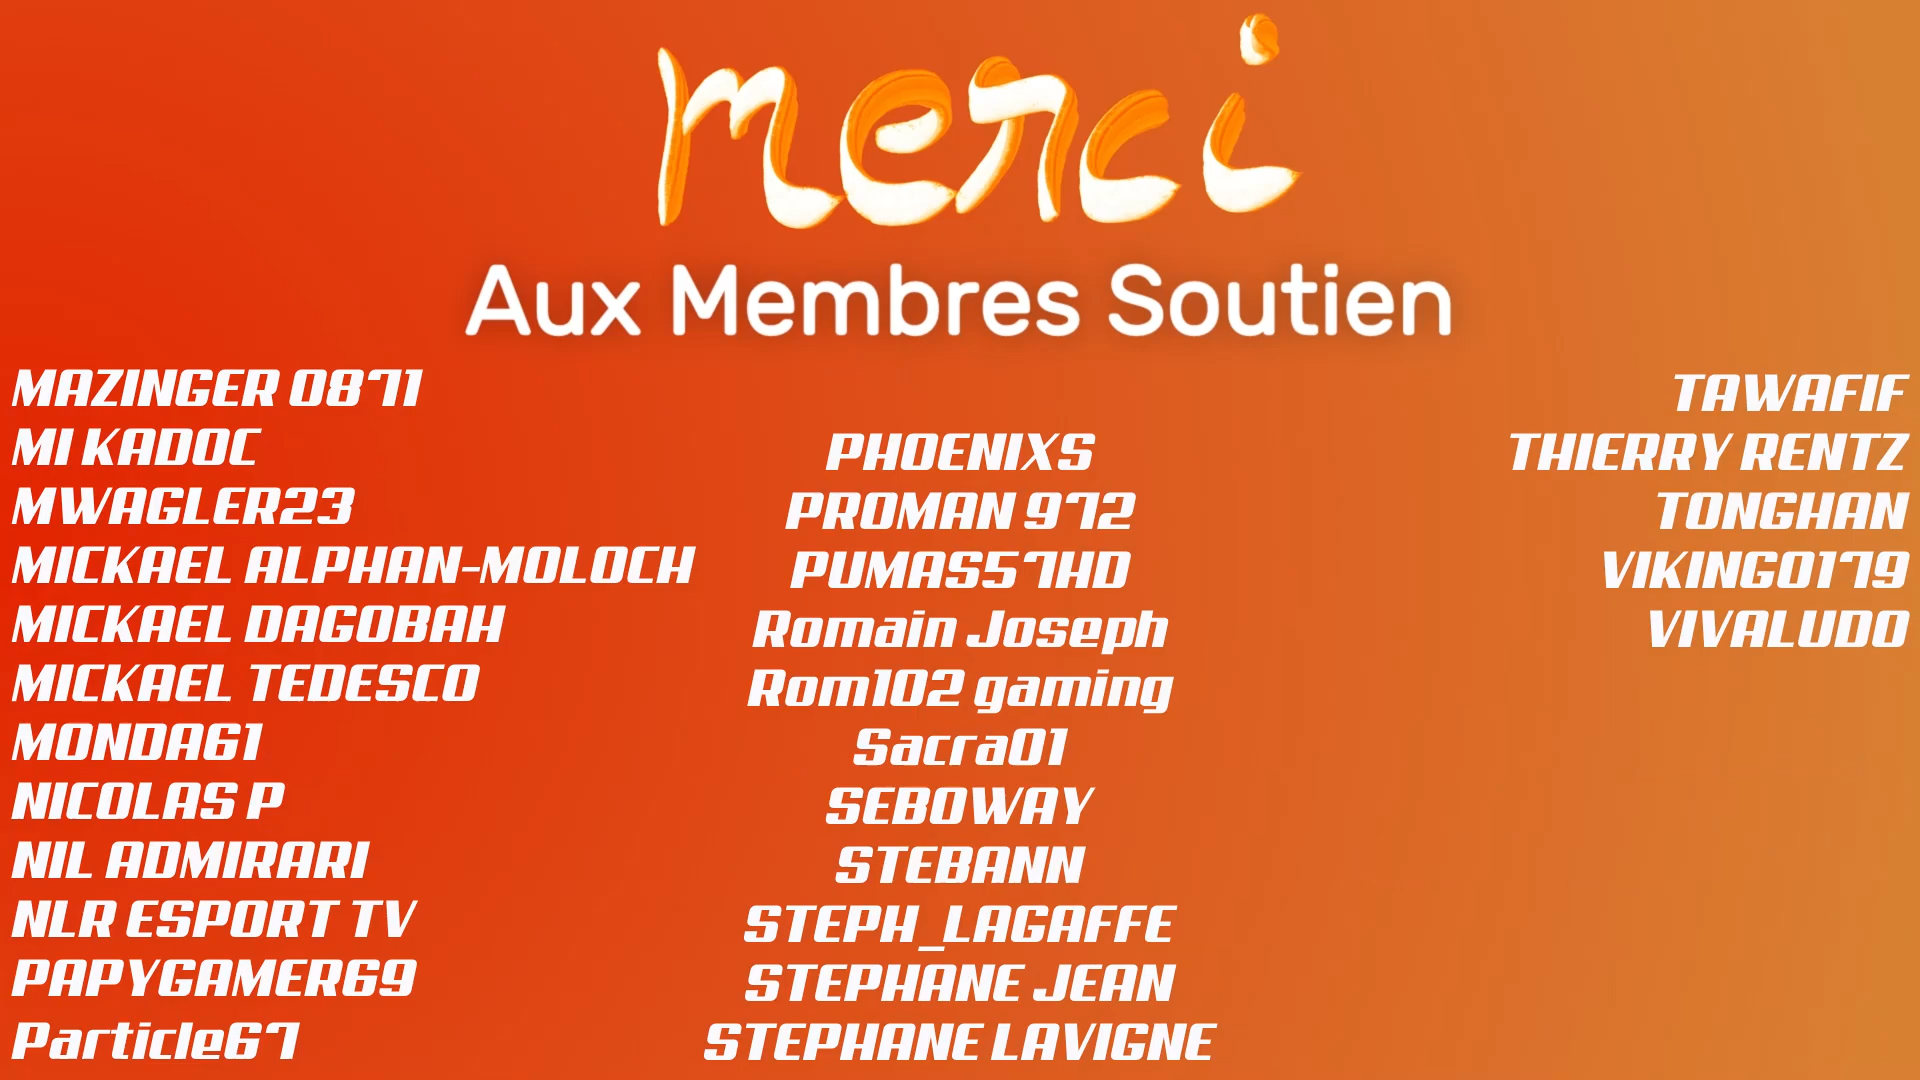 merci
Aux Membres Soutien
MAZINGER 0871
MI KADOC
MWAGLER23
MICKAEL ALPHAN-MOLOCH
MICKAEL DAGOBAH
MICKAEL TEDESCO
MONDA61
NICOLAS P
NIL ADMIRARI
NLR ESPORT TV
PAPYGAMER69
Particle67
PHOENIXS
PROMAN 972
PUMAS57HD
Romain Joseph
Rom102 gaming
Sacra01
SEBOWAY
STEBANN
STEPH_LAGAFFE
STEPHANE JEAN
STEPHANE LAVIGNE
TAWAFIF
THIERRY RENTZ
TONGHAN
VIKING0179
VIVALUDO